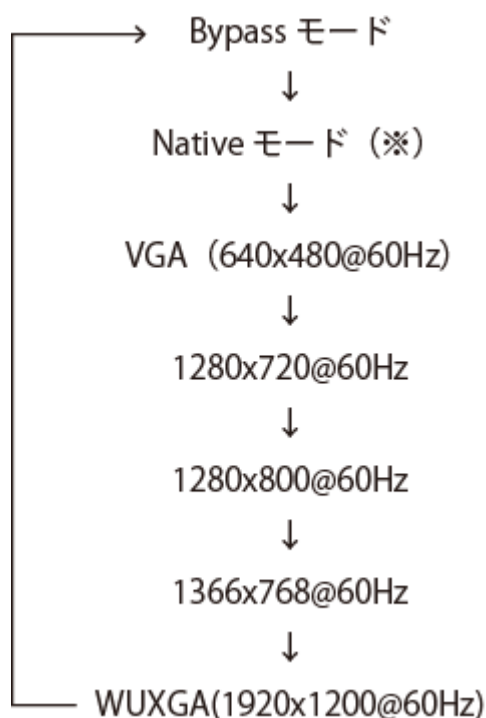 Bypass モード
↓
Native モード（※）
↓
VGA（640x480@60Hz）
↓
1280x720@60Hz
↓
1280x800@60Hz
↓
1366x768@60Hz
↓
WUXGA(1920x1200@60Hz)